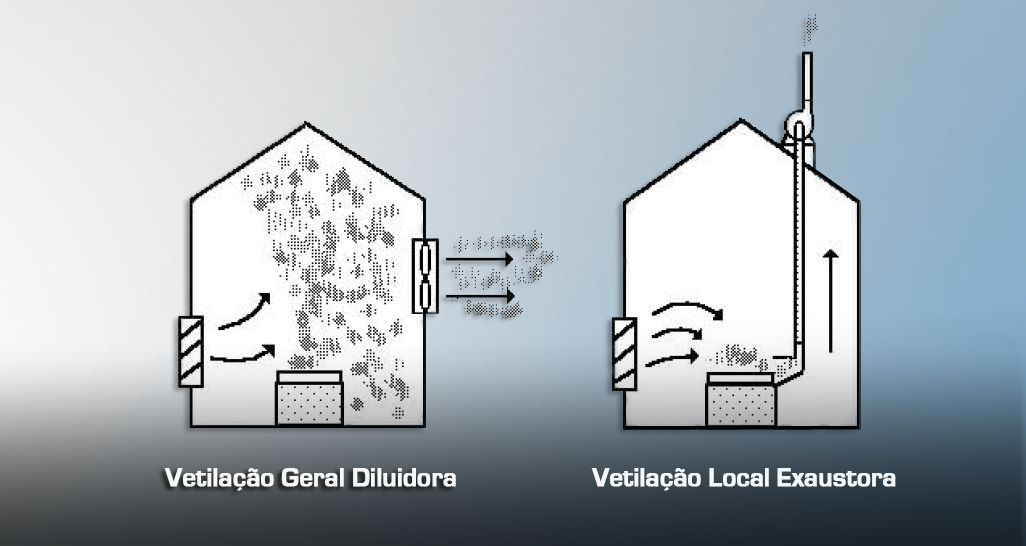 Vetilação Geral Diluidora
Vetilação Local Exaustora